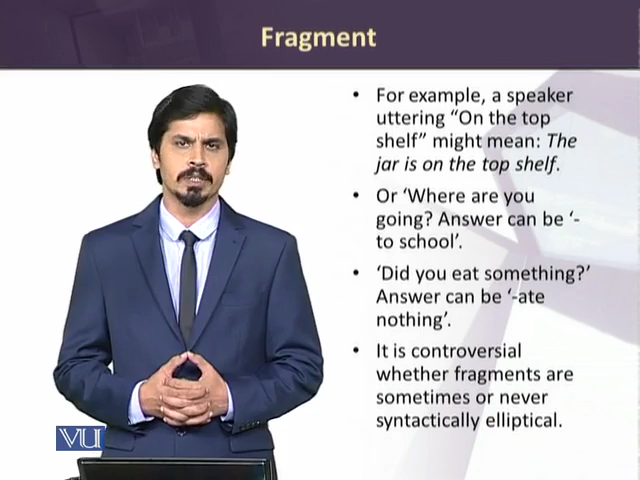 Fragment
• For example, a speaker
uttering “On the top
shelf” might mean: The
jar is on the top shelf.
• Or ‘Where are you
going? Answer can be ‘-
to school’.
• ‘Did you eat something?’
Answer can be ‘-ate
nothing’.
• It is controversial
whether fragments are
sometimes or never
syntactically elliptical.
VU